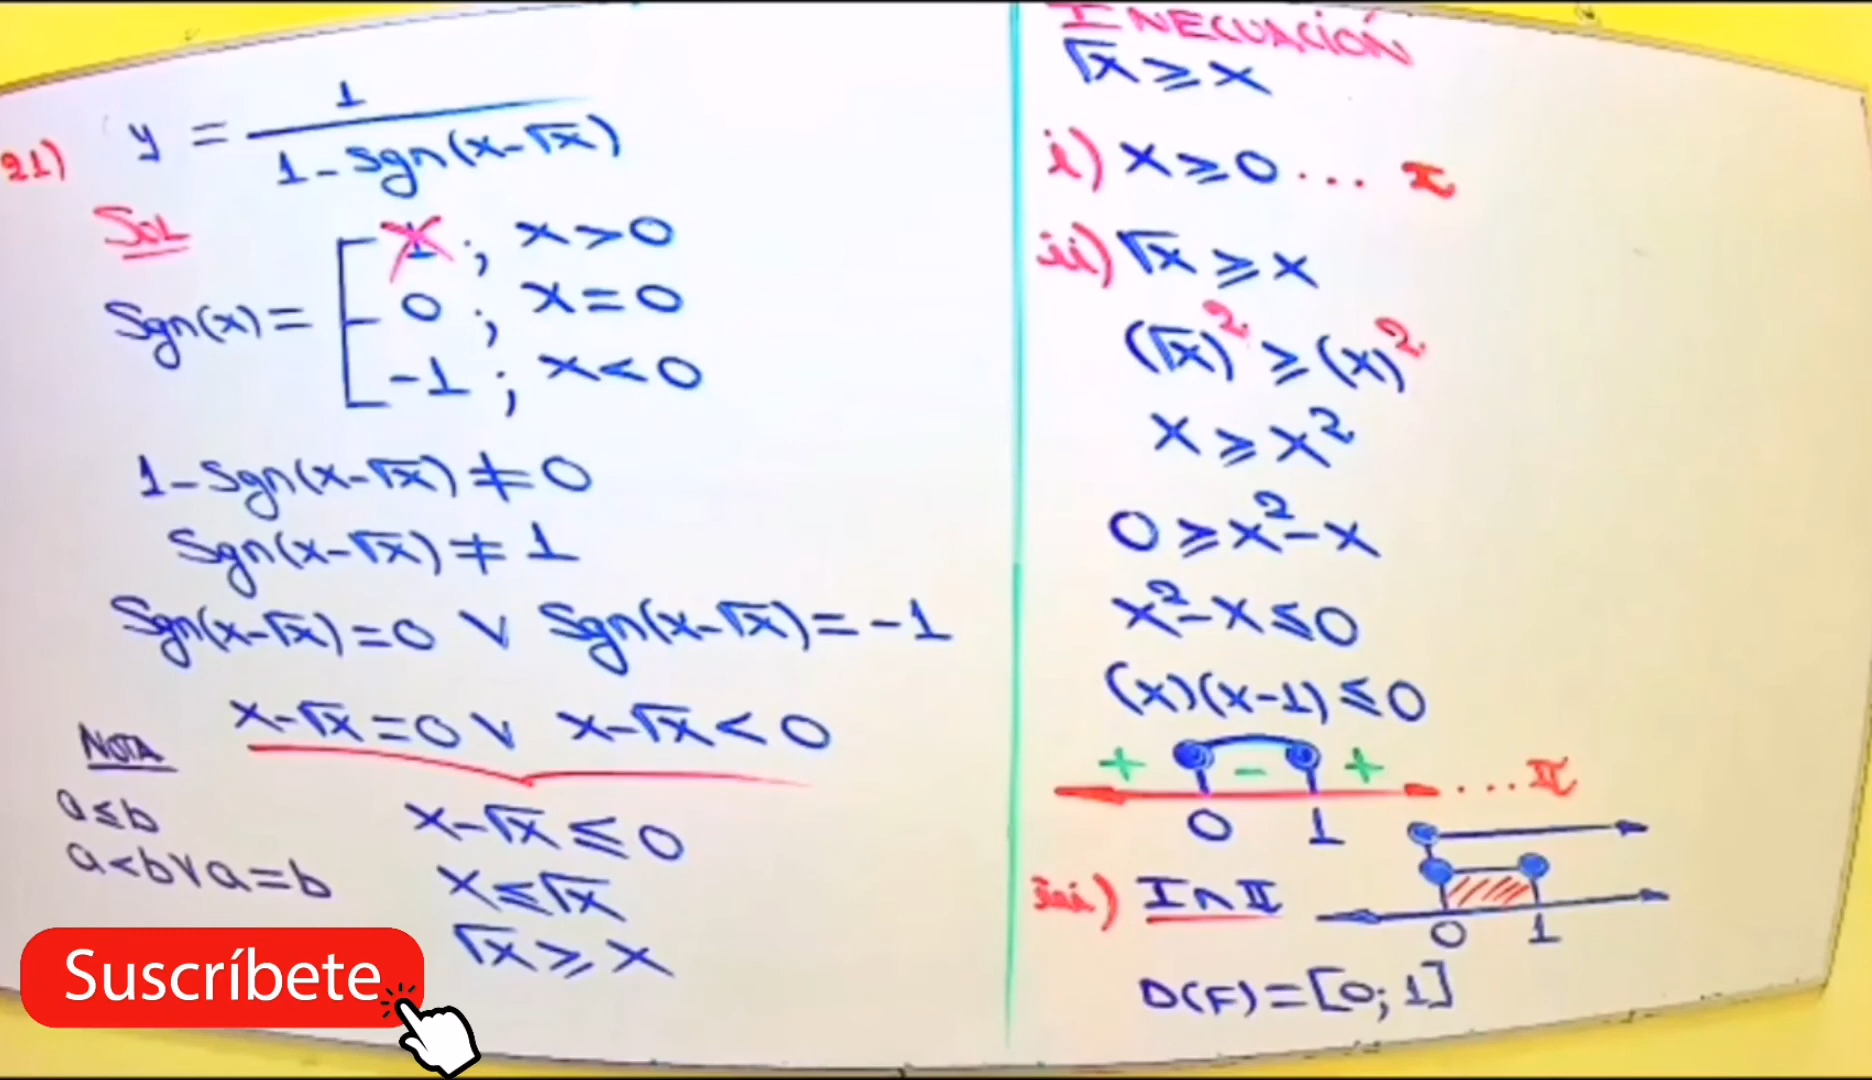 21) y = 1 / (1 - Sgn(x-√x))
Sol
Sgn(x) = [ 1 ; x > 0
0 ; x = 0
-1 ; x < 0
1 - Sgn(x-√x) ≠ 0
Sgn(x-√x) ≠ 1
Sgn(x-√x) = 0 ∨ Sgn(x-√x) = -1
x-√x = 0 ∨ x-√x < 0
NOTA
a ≤ b
a < b ∨ a = b
x-√x ≤ 0
x ≤ √x
√x ≥ x
Suscríbete
INECUACIÓN
√x ≥ x
i) x ≥ 0 ... I
ii) √x ≥ x
(√x)² ≥ (x)²
x ≥ x²
0 ≥ x² - x
x² - x ≤ 0
(x)(x-1) ≤ 0
+ - + ... II
0 1
iii) I ∩ II
0 1
D(F) = [0; 1]